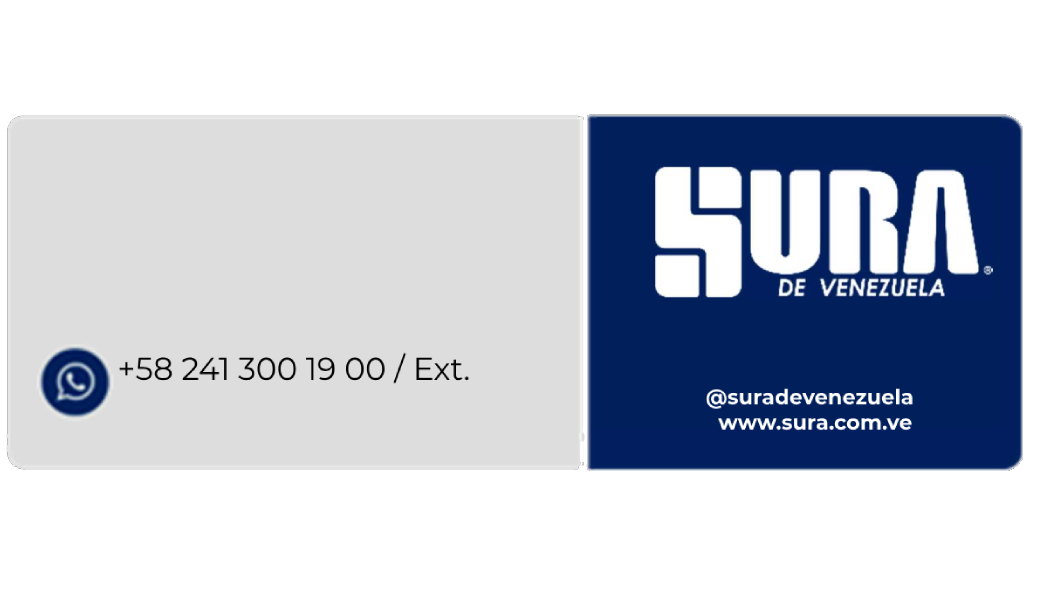 +58 241 300 19 00 / Ext.
SURA®
DE VENEZUELA
@suradevenezuela
www.sura.com.ve